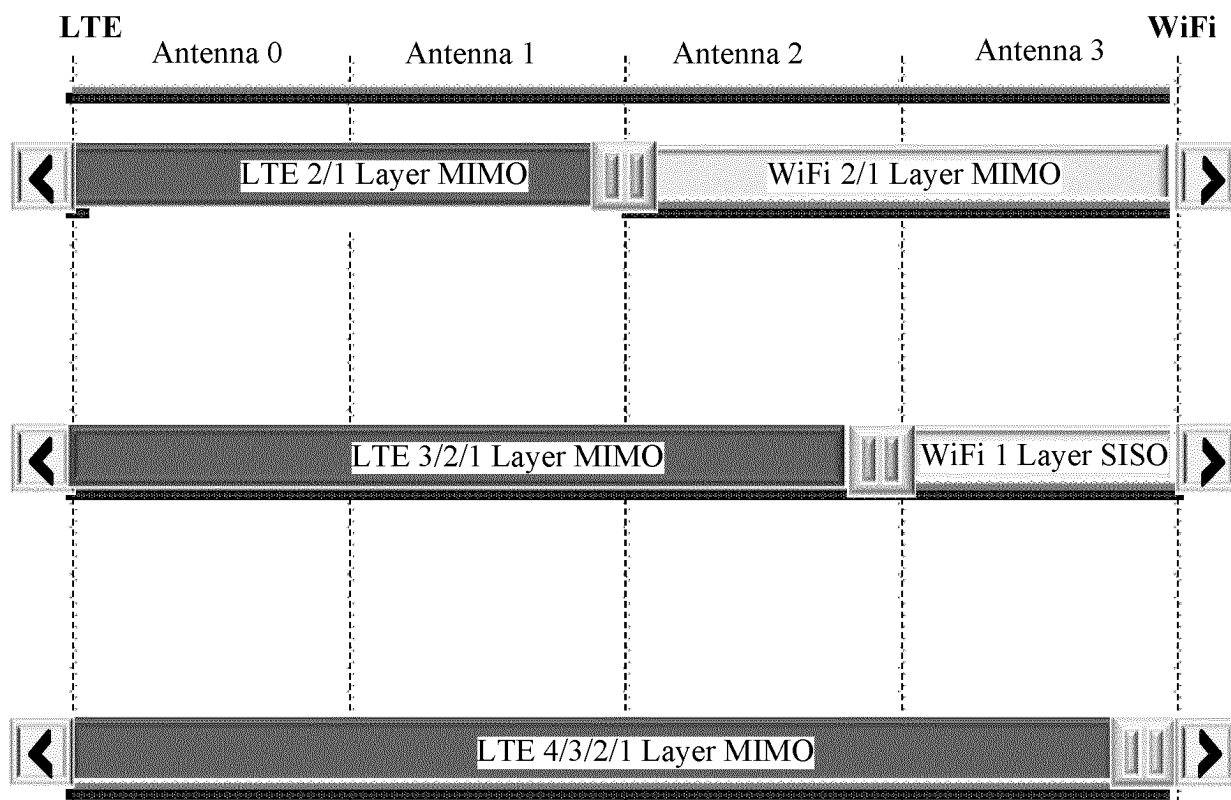 LTE
WiFi
Antenna 0
Antenna 1
Antenna 2
Antenna 3
LTE 2/1 Layer MIMO
WiFi 2/1 Layer MIMO
LTE 3/2/1 Layer MIMO
WiFi 1 Layer SISO
LTE 4/3/2/1 Layer MIMO